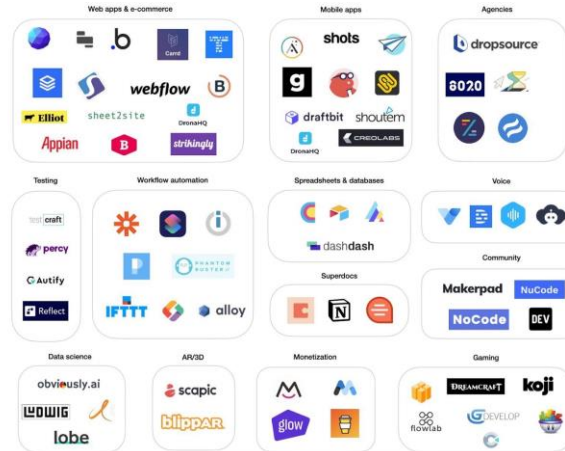 Web apps & e-commerce
Carrd
webflow
Elliot
sheet2site
DronaHQ
Appian
strikingly
Mobile apps
shots
draftbit
shoutem
DronaHQ
CREOLABS
Agencies
dropsource
8020
Testing
testcraft
percy
Autify
Reflect
Workflow automation
PHANTOM
BUSTER
IFTTT
alloy
Spreadsheets & databases
dashdash
Superdocs
Voice
Community
Makerpad
NuCode
NoCode
DEV
Data science
obviously.ai
LUDWIG
lobe
AR/3D
scapic
blippAR
Monetization
glow
Gaming
DREAMCRAFT
koji
flowlab
GDEVELOP